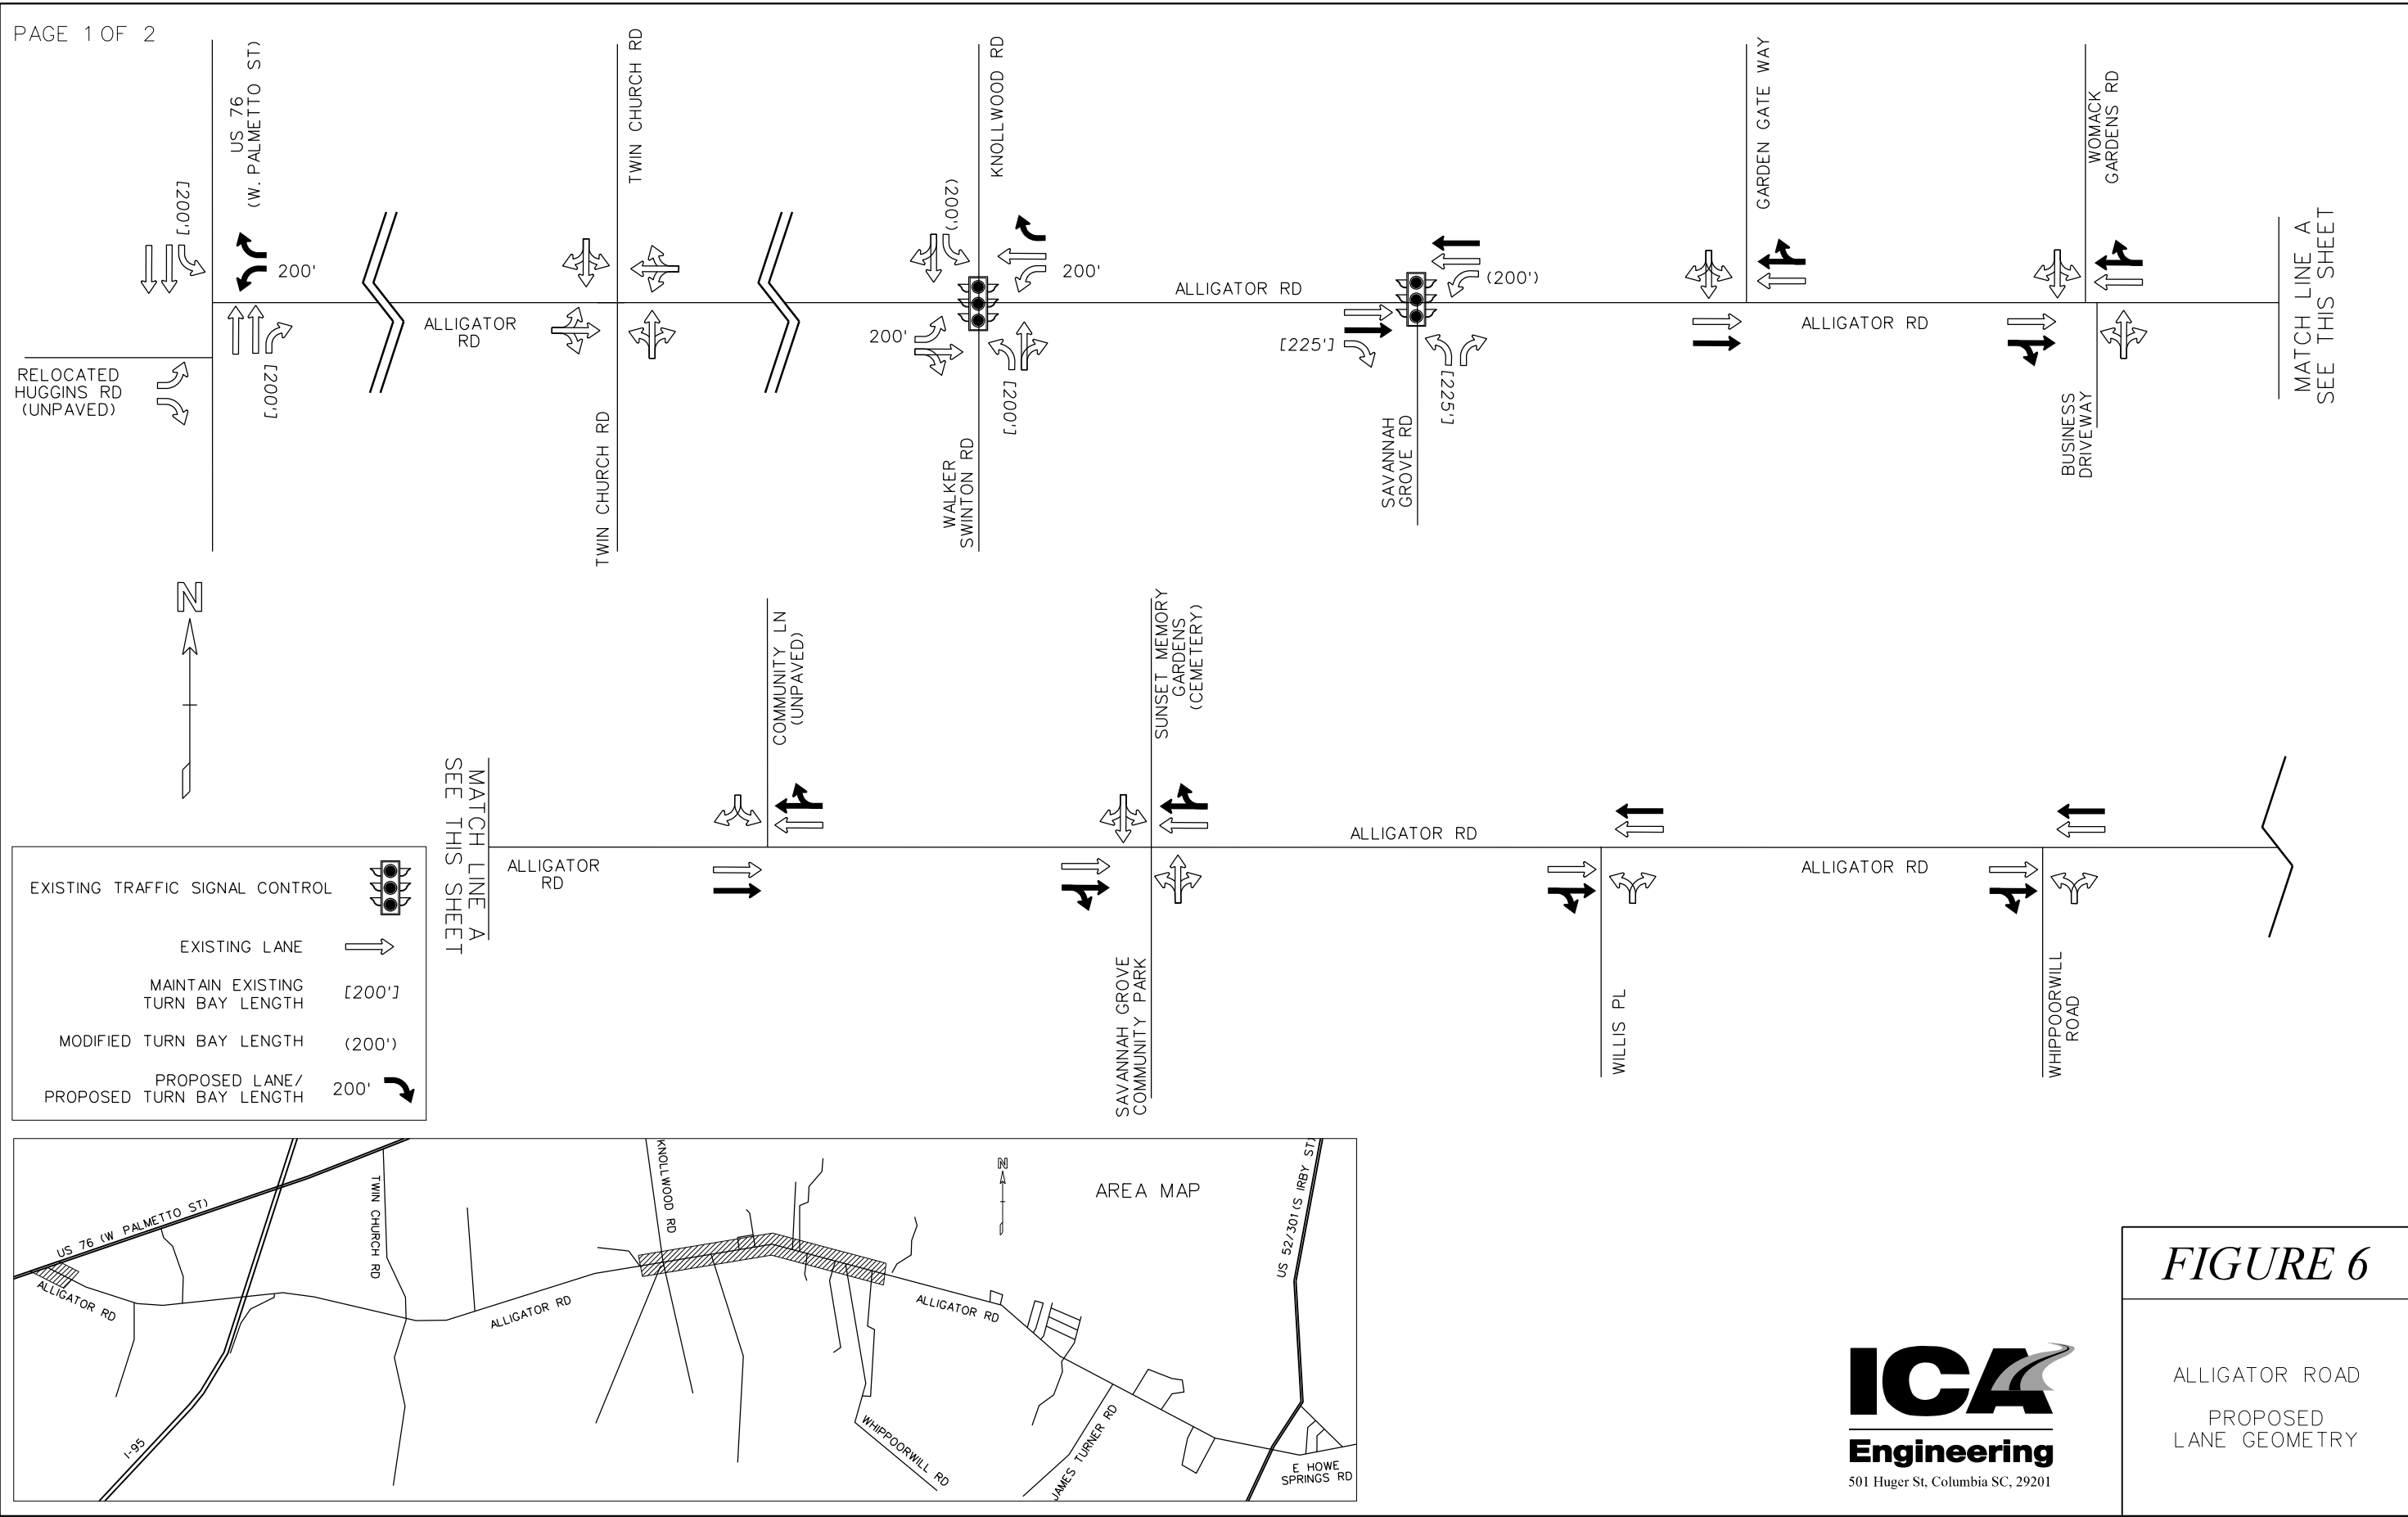 PAGE 1 OF 2
US 76
(W. PALMETTO ST)
[200']
200'
[200']
RELOCATED
HUGGINS RD
(UNPAVED)
ALLIGATOR
RD
TWIN CHURCH RD
TWIN CHURCH RD
KNOLLWOOD RD
(200')
200'
200'
[200']
WALKER
SWINTON RD
ALLIGATOR RD
(200')
[225']
[225']
SAVANNAH
GROVE RD
GARDEN GATE WAY
ALLIGATOR RD
WOMACK
GARDENS RD
BUSINESS
DRIVEWAY
MATCH LINE A
SEE THIS SHEET
N
MATCH LINE A
SEE THIS SHEET
ALLIGATOR
RD
COMMUNITY LN
(UNPAVED)
SUNSET MEMORY
GARDENS
(CEMETERY)
SAVANNAH GROVE
COMMUNITY PARK
ALLIGATOR RD
WILLIS PL
ALLIGATOR RD
WHIPPOORWILL
ROAD
EXISTING TRAFFIC SIGNAL CONTROL
EXISTING LANE
MAINTAIN EXISTING
TURN BAY LENGTH
[200']
MODIFIED TURN BAY LENGTH
(200')
PROPOSED LANE/
PROPOSED TURN BAY LENGTH
200'
US 76 (W PALMETTO ST)
ALLIGATOR RD
I-95
TWIN CHURCH RD
ALLIGATOR RD
KNOLLWOOD RD
N
AREA MAP
ALLIGATOR RD
WHIPPOORWILL RD
JAMES TURNER RD
US 52/301 (S IRBY ST)
E HOWE
SPRINGS RD
ICA
Engineering
501 Huger St, Columbia SC, 29201
FIGURE 6
ALLIGATOR ROAD
PROPOSED
LANE GEOMETRY